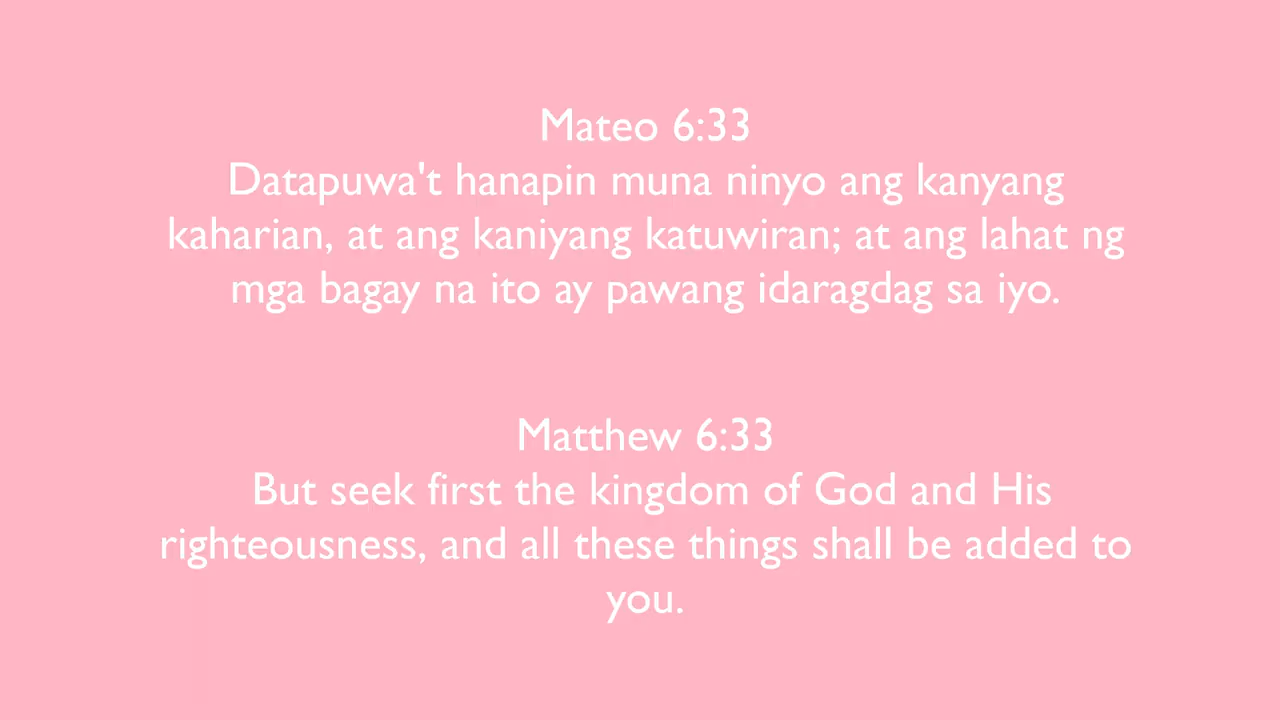 Mateo 6:33
Datapuwa't hanapin muna ninyo ang kanyang
kaharian, at ang kaniyang katuwiran; at ang lahat ng
mga bagay na ito ay pawang idaragdag sa iyo.
Matthew 6:33
But seek first the kingdom of God and His
righteousness, and all these things shall be added to
you.